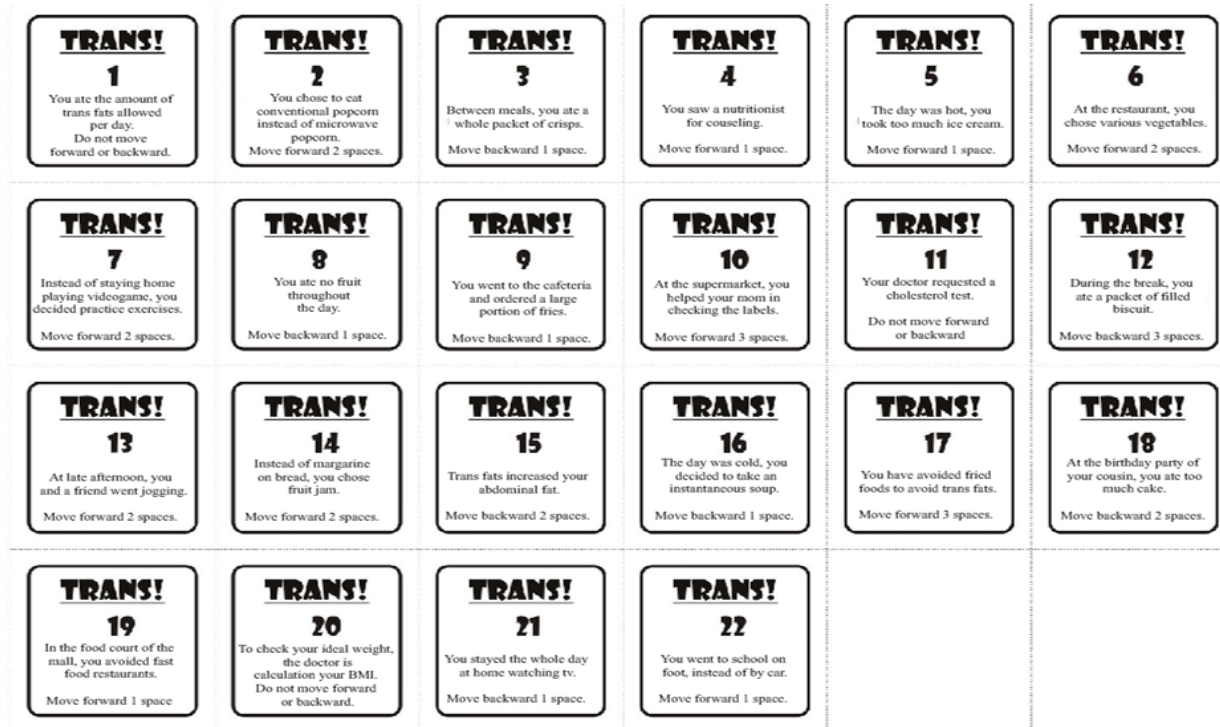 TRANS!
1
You ate the amount of
trans fats allowed
per day.
Do not move
forward or backward.
TRANS!
2
You chose to eat
conventional popcorn
instead of microwave
popcorn.
Move forward 2 spaces.
TRANS!
3
Between meals, you ate a
whole packet of crisps.
Move backward 1 space.
TRANS!
4
You saw a nutritionist
for couseling.
Move forward 1 space.
TRANS!
5
The day was hot, you
took too much ice cream.
Move forward 1 space.
TRANS!
6
At the restaurant, you
chose various vegetables.
Move forward 2 spaces.
TRANS!
7
Instead of staying home
playing videogame, you
decided practice exercises.
Move forward 2 spaces.
TRANS!
8
You ate no fruit
throughout
the day.
Move backward 1 space.
TRANS!
9
You went to the cafeteria
and ordered a large
portion of fries.
Move backward 1 space.
TRANS!
10
At the supermarket, you
helped your mom in
checking the labels.
Move forward 3 spaces.
TRANS!
11
Your doctor requested a
cholesterol test.
Do not move forward
or backward
TRANS!
12
During the break, you
ate a packet of filled
biscuit.
Move backward 3 spaces.
TRANS!
13
At late afternoon, you
and a friend went jogging.
Move forward 2 spaces.
TRANS!
14
Instead of margarine
on bread, you chose
fruit jam.
Move forward 2 spaces.
TRANS!
15
Trans fats increased your
abdominal fat.
Move backward 2 spaces.
TRANS!
16
The day was cold, you
decided to take an
instantaneous soup.
Move backward 1 space.
TRANS!
17
You have avoided fried
foods to avoid trans fats.
Move forward 3 spaces.
TRANS!
18
At the birthday party of
your cousin, you ate too
much cake.
Move backward 2 spaces.
TRANS!
19
In the food court of the
mall, you avoided fast
food restaurants.
Move forward 1 space
TRANS!
20
To check your ideal weight,
the doctor is
calculation your BMI.
Do not move forward
or backward.
TRANS!
21
You stayed the whole day
at home watching tv.
Move backward 1 space.
TRANS!
22
You went to school on
foot, instead of by car.
Move forward 1 space.